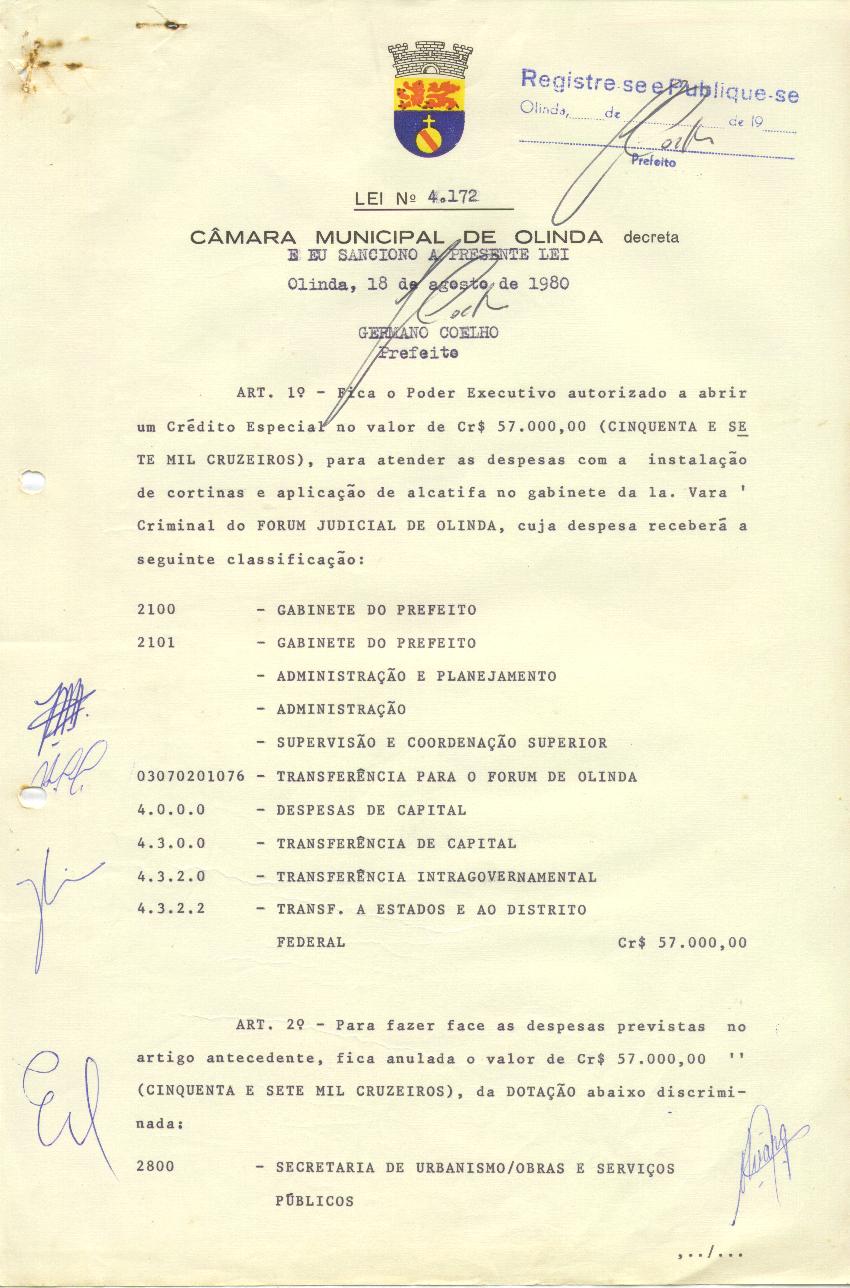 Registre-se e Publique-se
Olinda, de de 19
Prefeito
LEI Nº 4.172
CÂMARA MUNICIPAL DE OLINDA decreta
E EU SANCIONO A PRESENTE LEI
Olinda, 18 de agosto de 1980
GERMANO COELHO
Prefeito
ART. 1º - Fica o Poder Executivo autorizado a abrir
um Crédito Especial no valor de Cr$ 57.000,00 (CINQUENTA E SE
TE MIL CRUZEIROS), para atender as despesas com a instalação
de cortinas e aplicação de alcatifa no gabinete da 1a. Vara '
Criminal do FORUM JUDICIAL DE OLINDA, cuja despesa receberá a
seguinte classificação:
2100 - GABINETE DO PREFEITO
2101 - GABINETE DO PREFEITO
- ADMINISTRAÇÃO E PLANEJAMENTO
- ADMINISTRAÇÃO
- SUPERVISÃO E COORDENAÇÃO SUPERIOR
03070201076 - TRANSFERÊNCIA PARA O FORUM DE OLINDA
4.0.0.0 - DESPESAS DE CAPITAL
4.3.0.0 - TRANSFERÊNCIA DE CAPITAL
4.3.2.0 - TRANSFERÊNCIA INTRAGOVERNAMENTAL
4.3.2.2 - TRANSF. A ESTADOS E AO DISTRITO
FEDERAL Cr$ 57.000,00
ART. 2º - Para fazer face as despesas previstas no
artigo antecedente, fica anulada o valor de Cr$ 57.000,00 ''
(CINQUENTA E SETE MIL CRUZEIROS), da DOTAÇÃO abaixo discrimi-
nada:
2800 - SECRETARIA DE URBANISMO/OBRAS E SERVIÇOS
PÚBLICOS
,../...